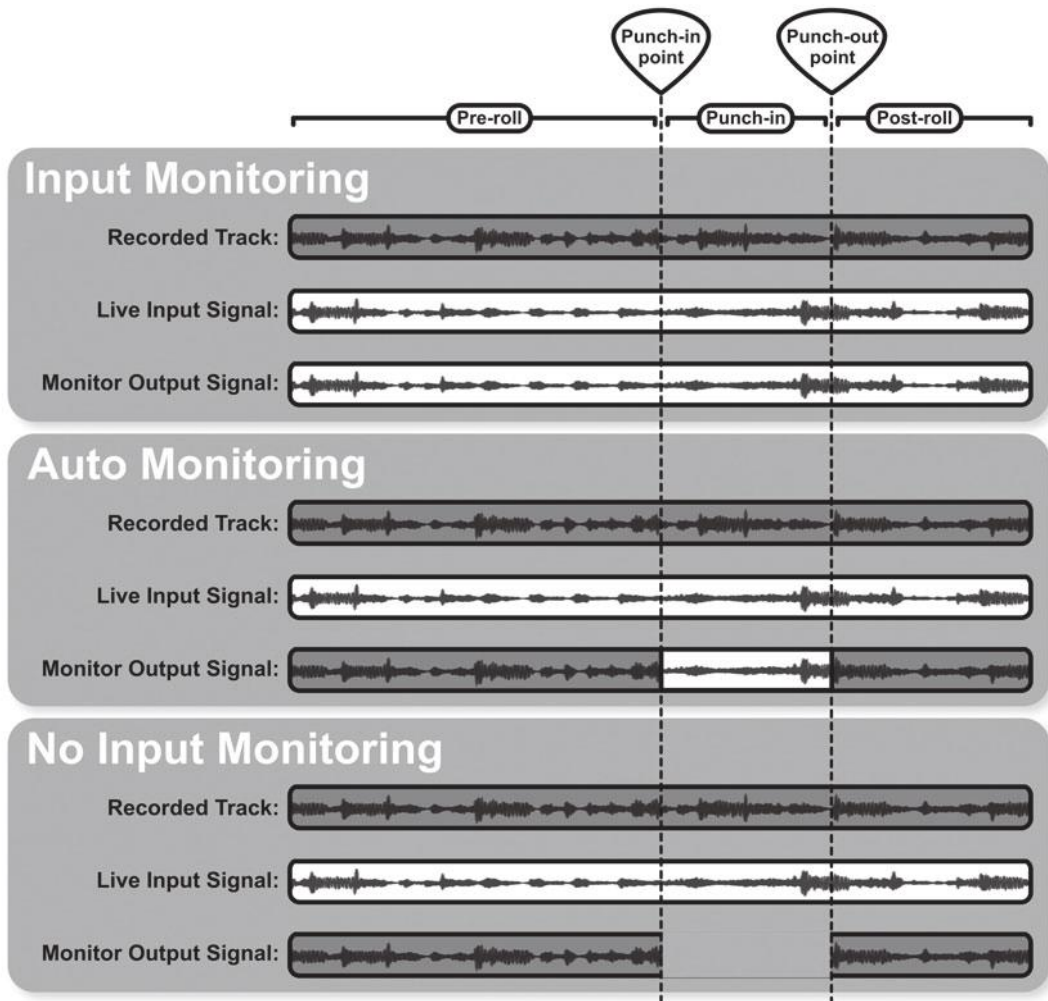 Punch-in
point
Punch-out
point
Pre-roll
Punch-in
Post-roll
Input Monitoring
Recorded Track:
Live Input Signal:
Monitor Output Signal:
Auto Monitoring
Recorded Track:
Live Input Signal:
Monitor Output Signal:
No Input Monitoring
Recorded Track:
Live Input Signal:
Monitor Output Signal: